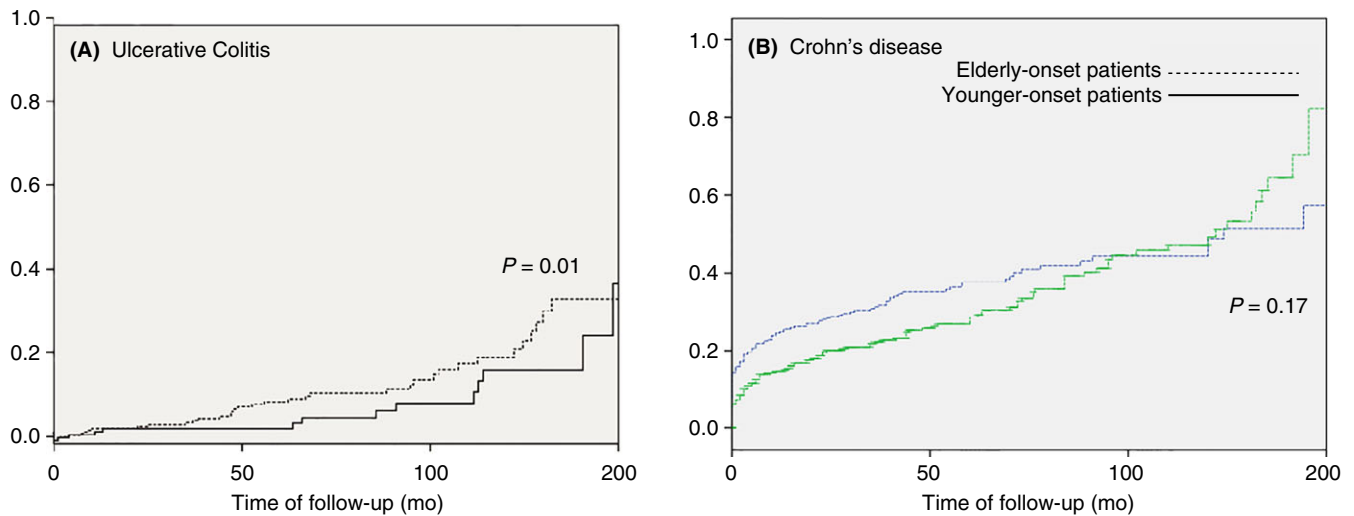 (A) Ulcerative Colitis
1.0
0.8
0.6
0.4
0.2
0.0
P = 0.01
0 50 100 200
Time of follow-up (mo)
(B) Crohn's disease
Elderly-onset patients
Younger-onset patients
1.0
0.8
0.6
0.4
0.2
0.0
P = 0.17
0 50 100 200
Time of follow-up (mo)